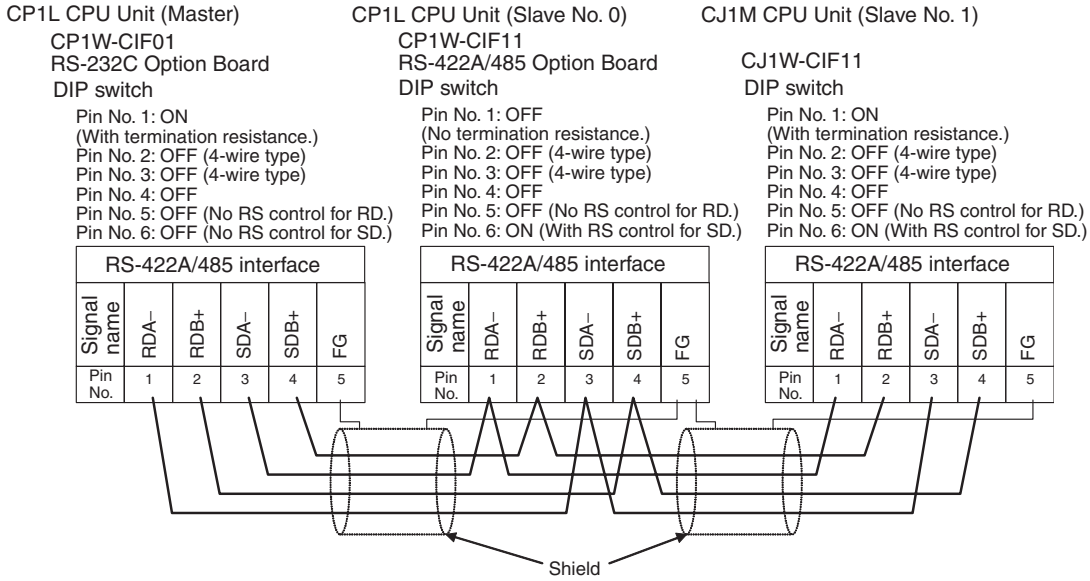 CP1L CPU Unit (Master)
CP1W-CIF01
RS-232C Option Board
DIP switch
Pin No. 1: ON
(With termination resistance.)
Pin No. 2: OFF (4-wire type)
Pin No. 3: OFF (4-wire type)
Pin No. 4: OFF
Pin No. 5: OFF (No RS control for RD.)
Pin No. 6: OFF (No RS control for SD.)
RS-422A/485 interface
Signal name
RDA−
RDB+
SDA−
SDB+
FG
Pin No.
1 2 3 4 5
CP1L CPU Unit (Slave No. 0)
CP1W-CIF11
RS-422A/485 Option Board
DIP switch
Pin No. 1: OFF
(No termination resistance.)
Pin No. 2: OFF (4-wire type)
Pin No. 3: OFF (4-wire type)
Pin No. 4: OFF
Pin No. 5: OFF (No RS control for RD.)
Pin No. 6: ON (With RS control for SD.)
RS-422A/485 interface
Signal name
RDA−
RDB+
SDA−
SDB+
FG
Pin No.
1 2 3 4 5
CJ1M CPU Unit (Slave No. 1)
CJ1W-CIF11
DIP switch
Pin No. 1: ON
(With termination resistance.)
Pin No. 2: OFF (4-wire type)
Pin No. 3: OFF (4-wire type)
Pin No. 4: OFF
Pin No. 5: OFF (No RS control for RD.)
Pin No. 6: ON (With RS control for SD.)
RS-422A/485 interface
Signal name
RDA−
RDB+
SDA−
SDB+
FG
Pin No.
1 2 3 4 5
Shield